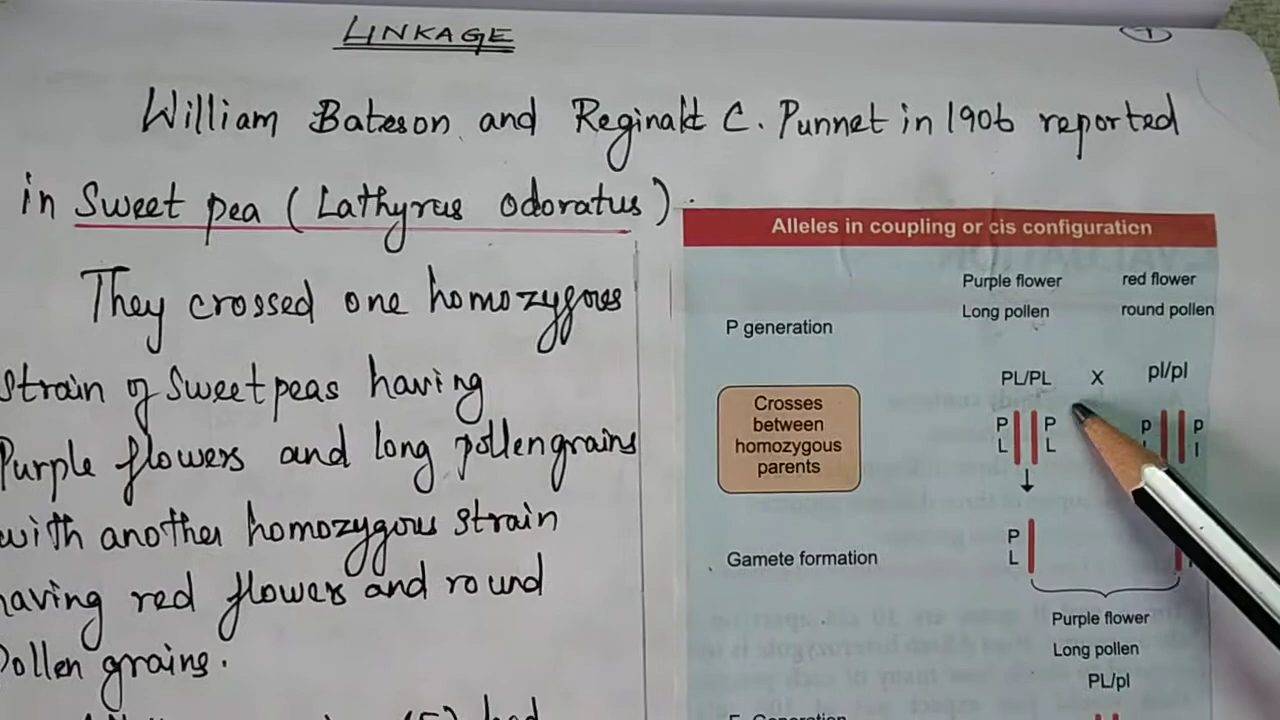 LINKAGE
William Bateson and Reginald C. Punnet in 1906 reported
in Sweet pea (Lathyrus odoratus).
They crossed one homozygous
strain of sweet peas having
Purple flowers and long pollengrains
with another homozygous strain
having red flowers and round
Pollen grains.
Alleles in coupling or cis configuration
Purple flower red flower
Long pollen round pollen
P generation
PL/PL X pl/pl
Crosses
between
homozygous
parents
P P p p
L L l
P
L
Gamete formation
Purple flower
Long pollen
PL/pl